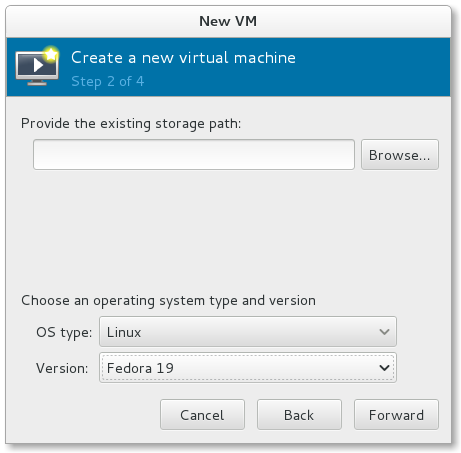 New VM
Create a new virtual machine
Step 2 of 4
Provide the existing storage path:
Browse...
Choose an operating system type and version
OS type: Linux
Version: Fedora 19
Cancel Back Forward